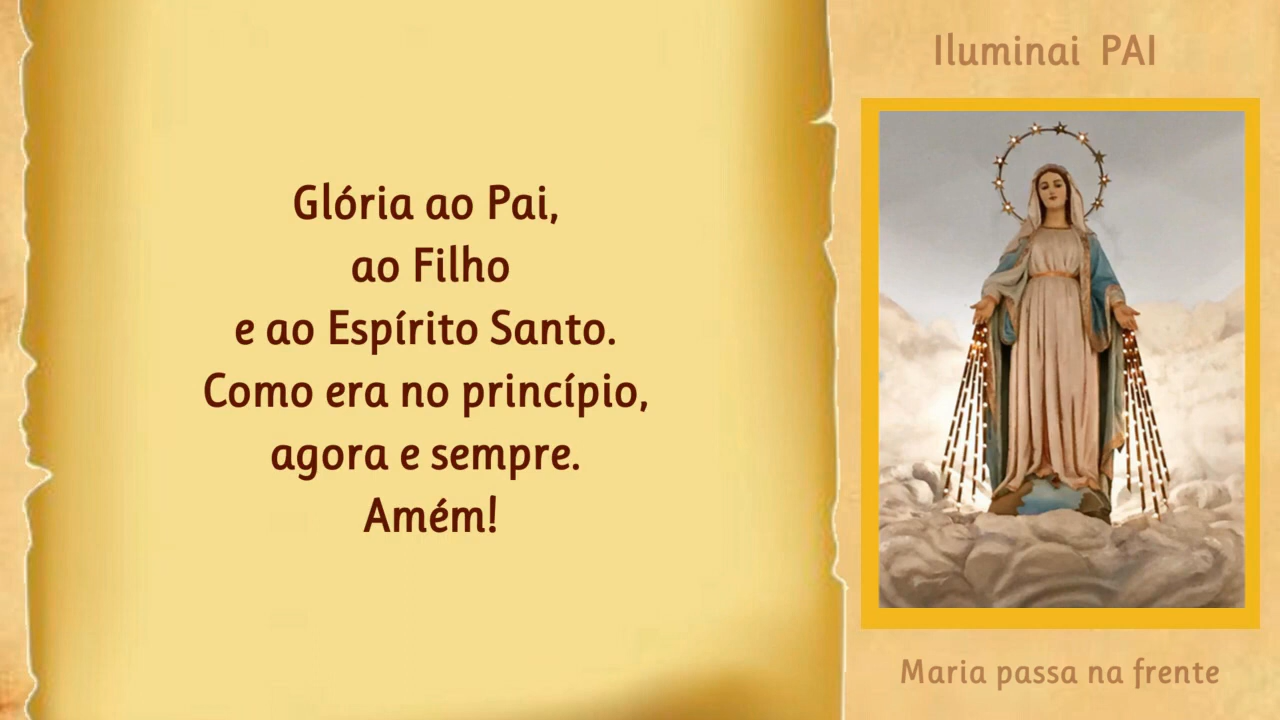 Glória ao Pai,
ao Filho
e ao Espírito Santo.
Como era no princípio,
agora e sempre.
Amém!
Iluminai PAI
Maria passa na frente